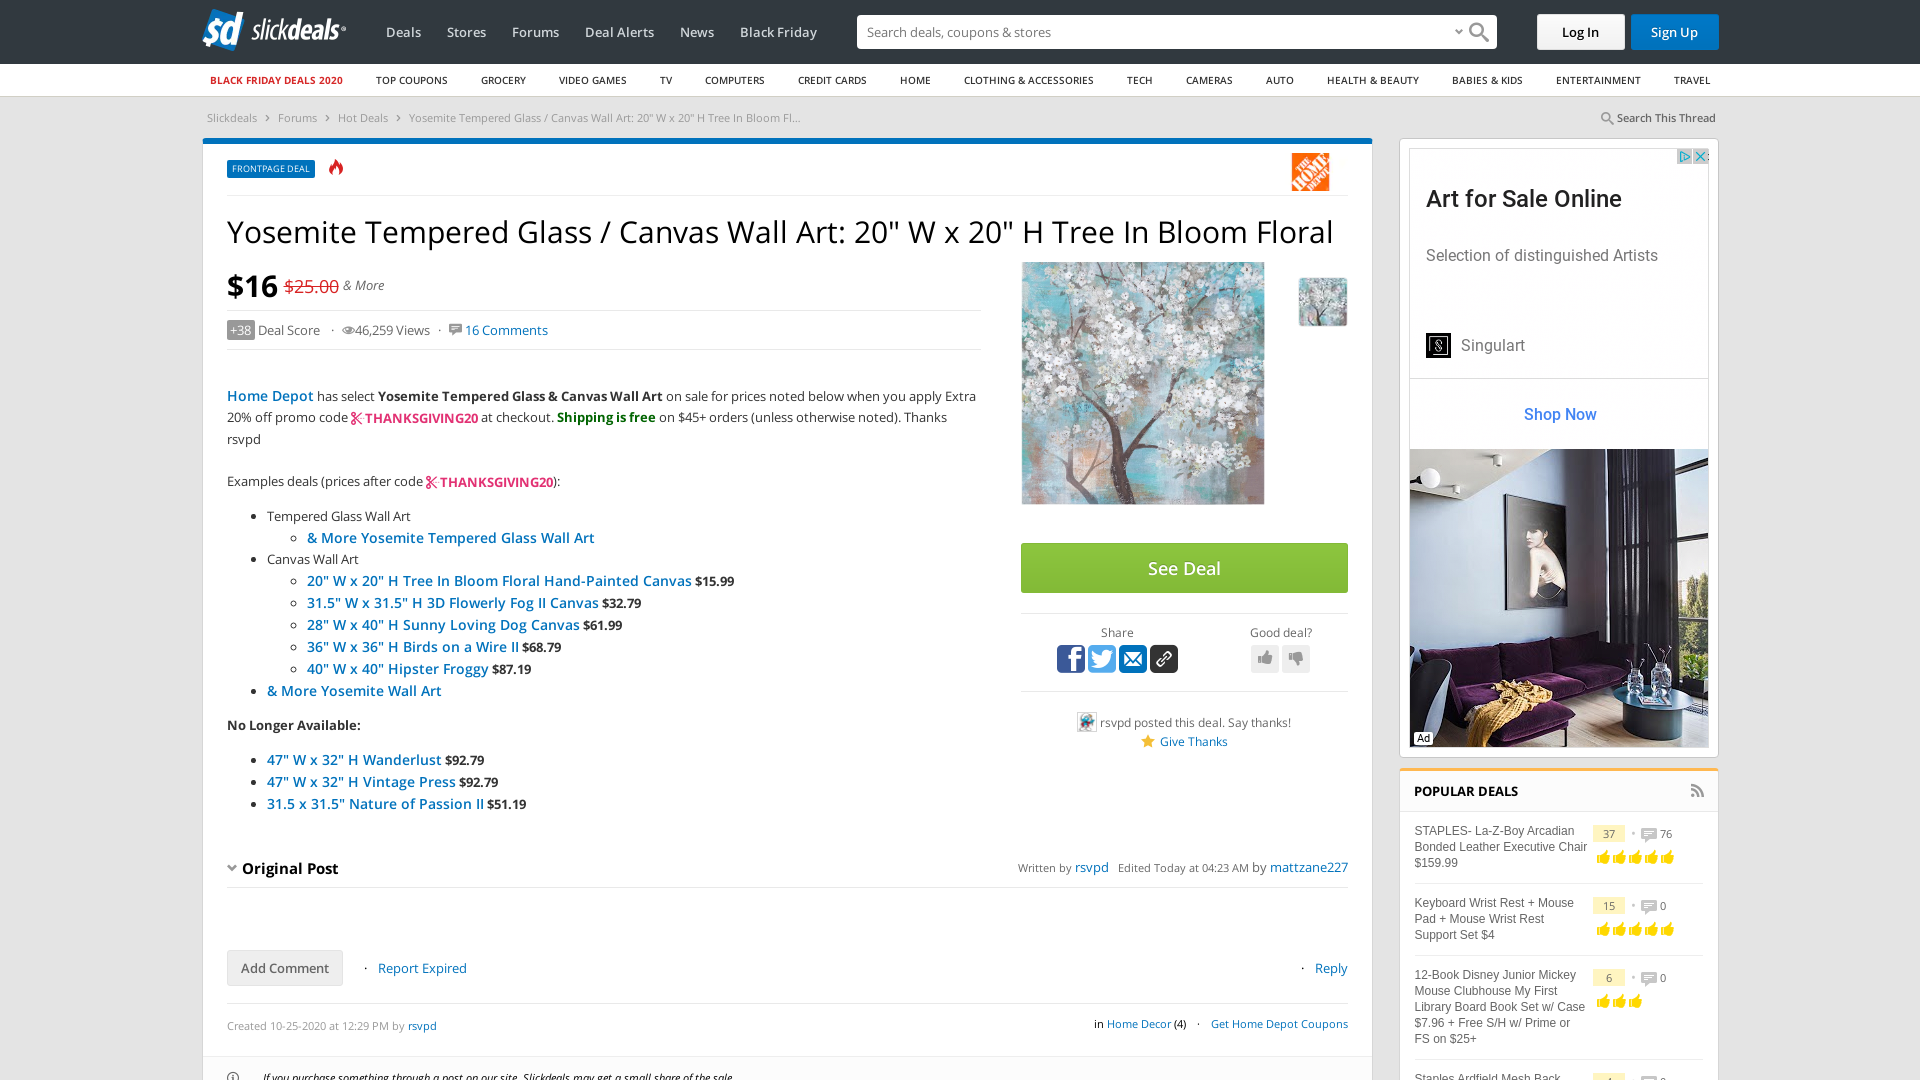 slickdeals
Deals
Stores
Forums
Deal Alerts
News
Black Friday
Search deals, coupons & stores
Log In
Sign Up
BLACK FRIDAY DEALS 2020
TOP COUPONS
GROCERY
VIDEO GAMES
TV
COMPUTERS
CREDIT CARDS
HOME
CLOTHING & ACCESSORIES
TECH
CAMERAS
AUTO
HEALTH & BEAUTY
BABIES & KIDS
ENTERTAINMENT
TRAVEL
Slickdeals › Forums › Hot Deals › Yosemite Tempered Glass / Canvas Wall Art: 20" W x 20" H Tree In Bloom Fl...
Search This Thread
FRONTPAGE DEAL
THE HOME DEPOT
Yosemite Tempered Glass / Canvas Wall Art: 20" W x 20" H Tree In Bloom Floral
$16 $25.00 & More
+38 Deal Score · 46,259 Views · 16 Comments
Home Depot has select Yosemite Tempered Glass & Canvas Wall Art on sale for prices noted below when you apply Extra
20% off promo code THANKSGIVING20 at checkout. Shipping is free on $45+ orders (unless otherwise noted). Thanks
rsvpd
Examples deals (prices after code THANKSGIVING20):
Tempered Glass Wall Art
& More Yosemite Tempered Glass Wall Art
Canvas Wall Art
20" W x 20" H Tree In Bloom Floral Hand-Painted Canvas $15.99
31.5" W x 31.5" H 3D Flowerly Fog II Canvas $32.79
28" W x 40" H Sunny Loving Dog Canvas $61.99
36" W x 36" H Birds on a Wire II $68.79
40" W x 40" Hipster Froggy $87.19
& More Yosemite Wall Art
No Longer Available:
47" W x 32" H Wanderlust $92.79
47" W x 32" H Vintage Press $92.79
31.5 x 31.5" Nature of Passion II $51.19
See Deal
Share
Good deal?
rsvpd posted this deal. Say thanks!
Give Thanks
Original Post
Written by rsvpd Edited Today at 04:23 AM by mattzane227
Add Comment
· Report Expired
· Reply
Created 10-25-2020 at 12:29 PM by rsvpd
in Home Decor (4) · Get Home Depot Coupons
If you purchase something through a post on our site, Slickdeals may get a small share of the sale.
Art for Sale Online
Selection of distinguished Artists
Singulart
Shop Now
Ad
POPULAR DEALS
STAPLES- La-Z-Boy Arcadian
Bonded Leather Executive Chair
$159.99
37 • 76
Keyboard Wrist Rest + Mouse
Pad + Mouse Wrist Rest
Support Set $4
15 • 0
12-Book Disney Junior Mickey
Mouse Clubhouse My First
Library Board Book Set w/ Case
$7.96 + Free S/H w/ Prime or
FS on $25+
6 • 0
Staples Ardfield Mesh Back